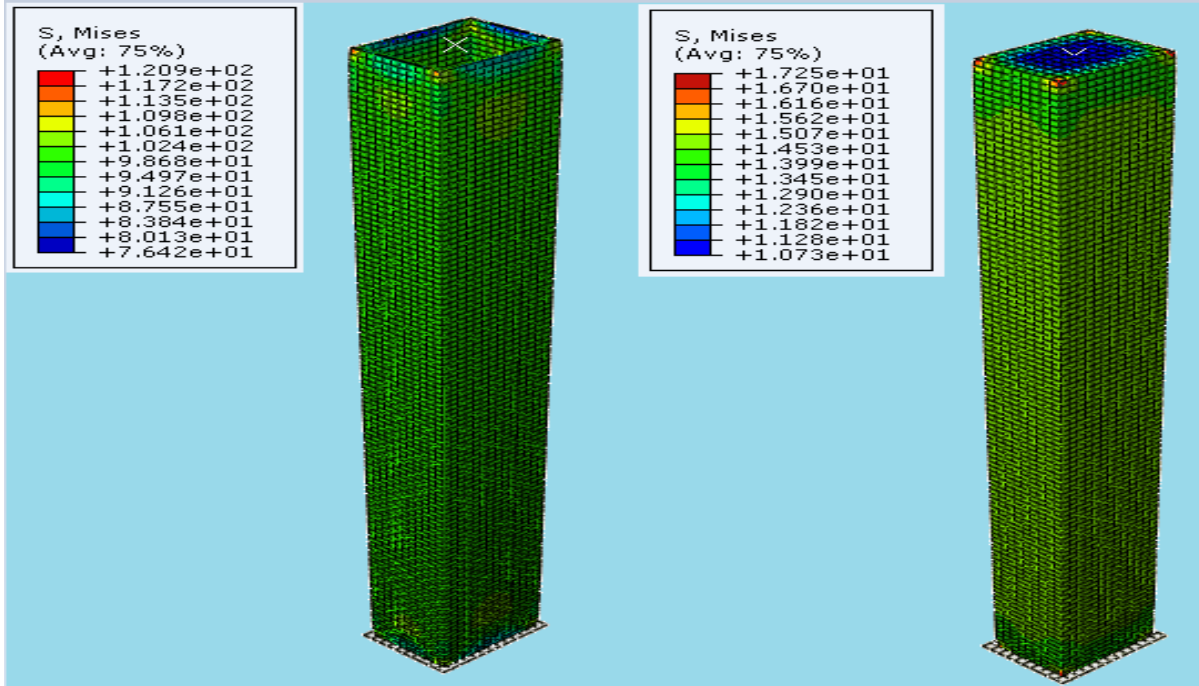 S, Mises
(Avg: 75%)
+1.209e+02
+1.172e+02
+1.135e+02
+1.098e+02
+1.061e+02
+1.024e+02
+9.868e+01
+9.497e+01
+9.126e+01
+8.755e+01
+8.384e+01
+8.013e+01
+7.642e+01
S, Mises
(Avg: 75%)
+1.725e+01
+1.670e+01
+1.616e+01
+1.562e+01
+1.507e+01
+1.453e+01
+1.399e+01
+1.345e+01
+1.290e+01
+1.236e+01
+1.182e+01
+1.128e+01
+1.073e+01